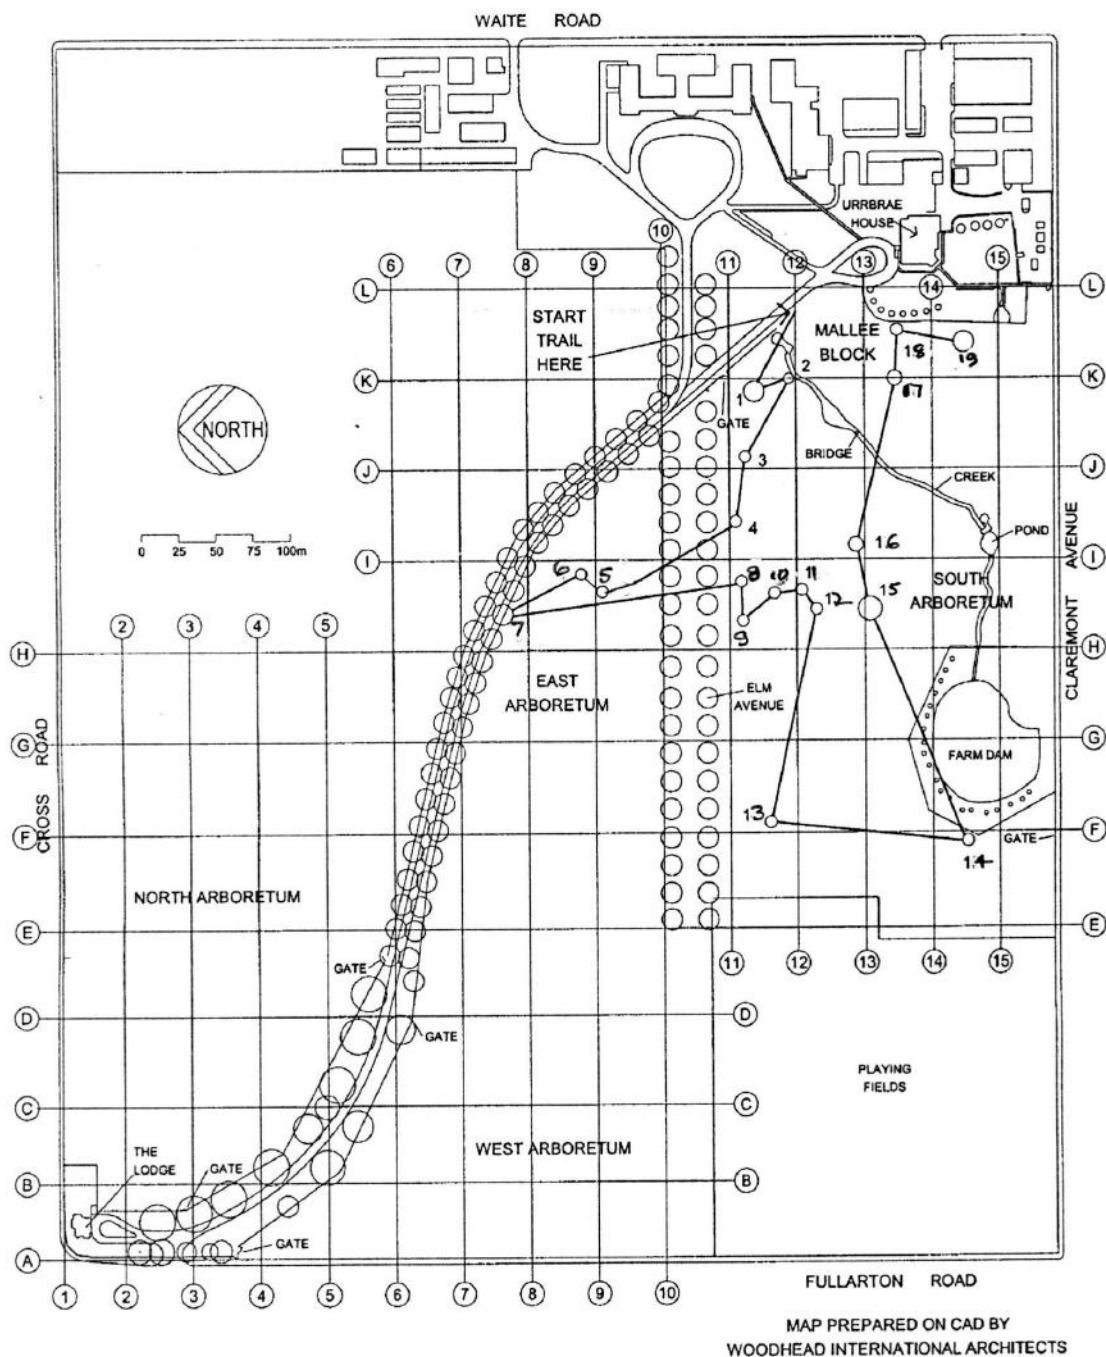 WAITE ROAD
URRBRAE
HOUSE
10
6
7
8
9
11
12
13
15
14
L
L
START
TRAIL
HERE
MALLEE
BLOCK
18
19
K
2
K
17
1
GATE
NORTH
BRIDGE
J
3
J
CREEK
0 25 50 75 100m
4
POND
I
16
I
6
5
8
10
11
12
15
SOUTH
ARBORETUM
7
9
2
3
4
5
H
H
CLAREMONT AVENUE
EAST
ARBORETUM
ELM
AVENUE
G
G
FARM DAM
CROSS ROAD
13
F
F
GATE
14
NORTH ARBORETUM
E
E
GATE
11
12
13
14
15
D
D
GATE
PLAYING
FIELDS
C
C
THE
LODGE
WEST ARBORETUM
GATE
B
B
GATE
A
1
2
3
4
5
6
7
8
9
10
FULLARTON ROAD
MAP PREPARED ON CAD BY
WOODHEAD INTERNATIONAL ARCHITECTS